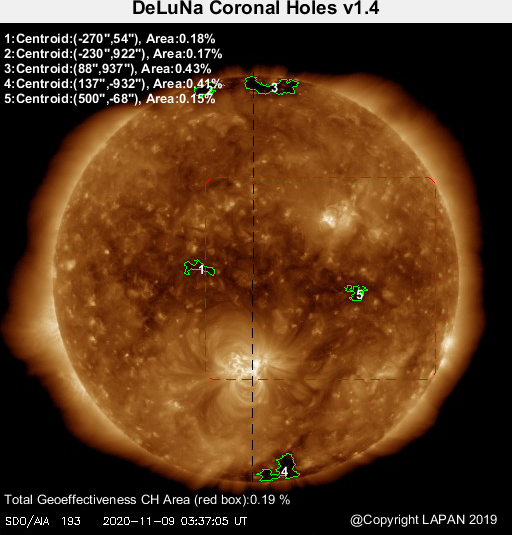 DeLuNa Coronal Holes v1.4
1:Centroid:(-270",54"), Area:0.18%
2:Centroid:(-230",922"), Area:0.17%
3:Centroid:(88",937"), Area:0.43%
4:Centroid:(137",-932"), Area:0.41%
5:Centroid:(500",-68"), Area:0.15%
2
3
1
5
4
Total Geoeffectiveness CH Area (red box):0.19 %
SDO/AIA 193 2020-11-09 03:37:05 UT
@Copyright LAPAN 2019